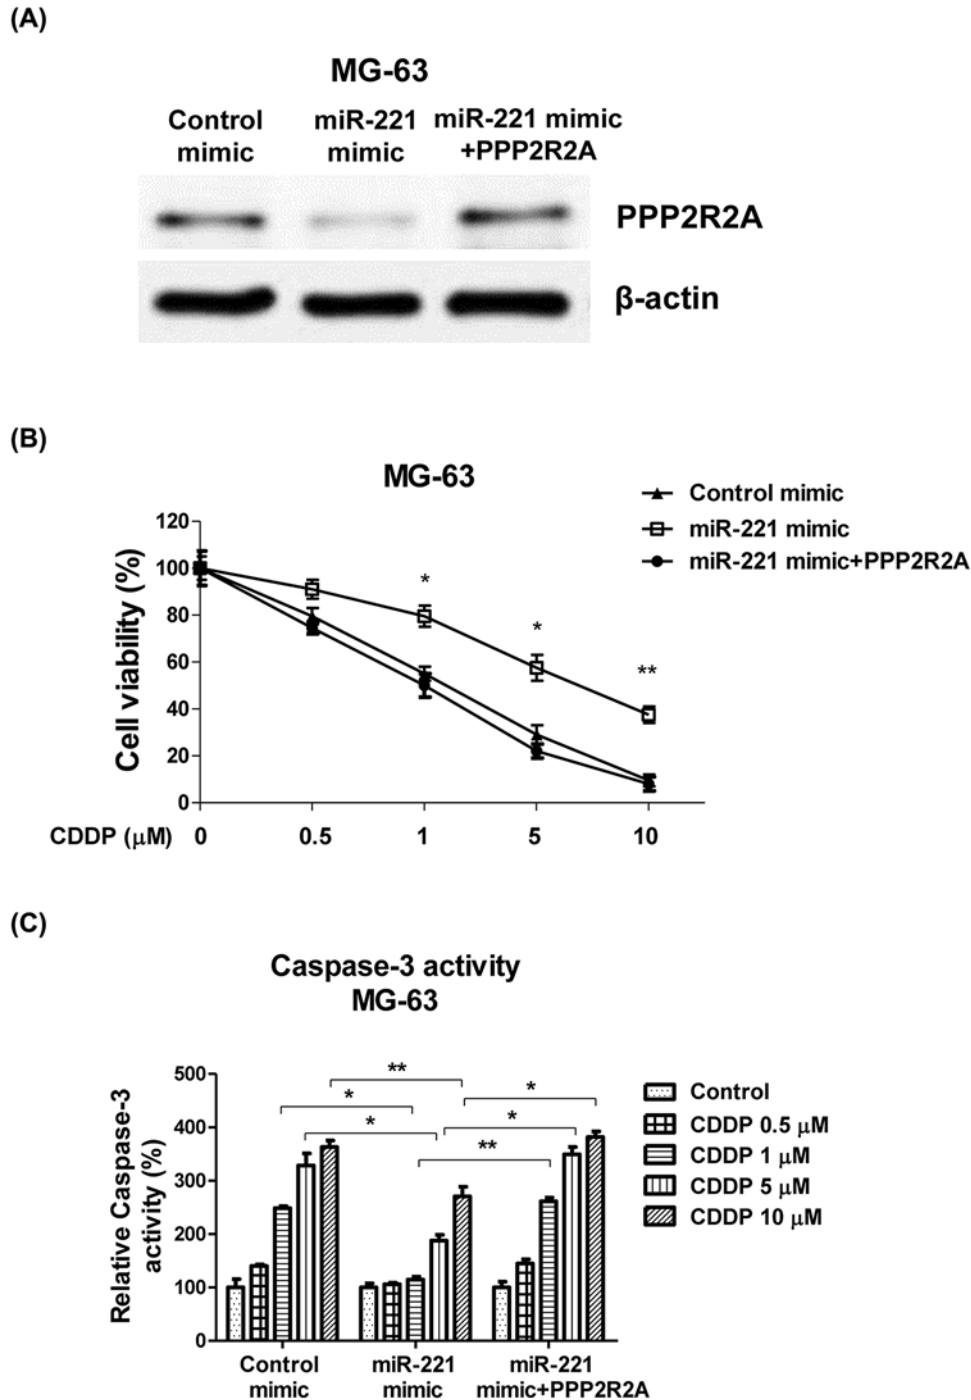 (A)
MG-63
Control mimic
miR-221 mimic
miR-221 mimic +PPP2R2A
PPP2R2A
β-actin
(B)
MG-63
Control mimic
miR-221 mimic
miR-221 mimic+PPP2R2A
Cell viability (%)
120
100
80
60
40
20
0
*
*
**
CDDP (μM) 0 0.5 1 5 10
(C)
Caspase-3 activity
MG-63
Relative Caspase-3
activity (%)
500
400
300
200
100
0
**
*
*
*
*
**
Control
CDDP 0.5 μM
CDDP 1 μM
CDDP 5 μM
CDDP 10 μM
Control
mimic
miR-221
mimic
miR-221
mimic+PPP2R2A